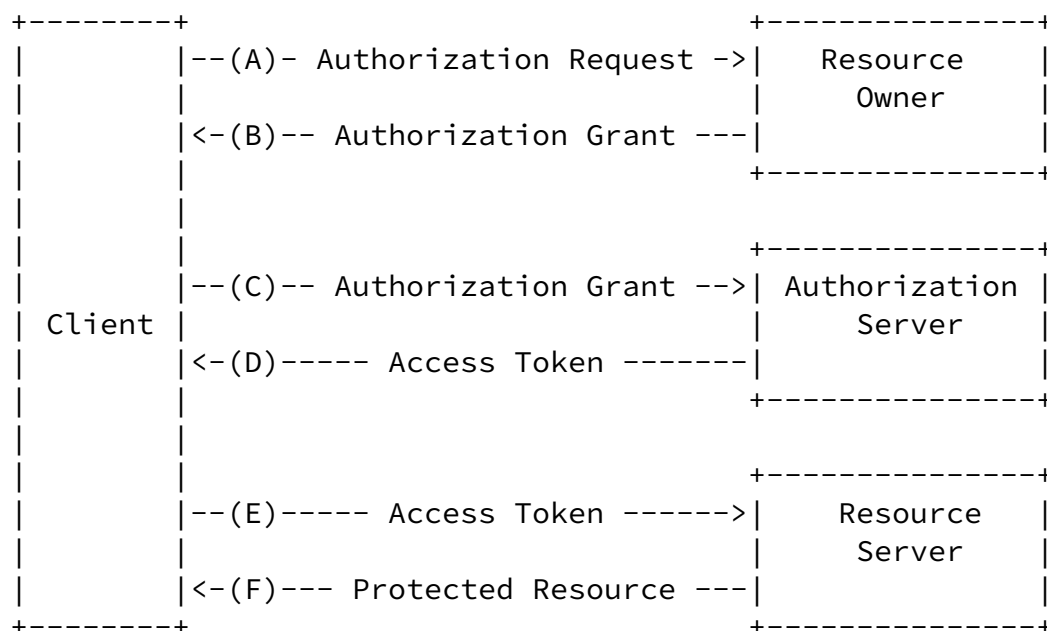 +--------+                               +---------------+
|        |--(A)- Authorization Request ->|   Resource    |
|        |                               |     Owner     |
|        |<-(B)-- Authorization Grant ---|               |
|        |                               +---------------+
|        |
|        |                               +---------------+
|        |--(C)-- Authorization Grant -->| Authorization |
| Client |                               |     Server    |
|        |<-(D)----- Access Token -------|               |
|        |                               +---------------+
|        |
|        |                               +---------------+
|        |--(E)----- Access Token ------>|    Resource   |
|        |                               |     Server    |
|        |<-(F)--- Protected Resource ---|               |
+--------+                               +---------------+